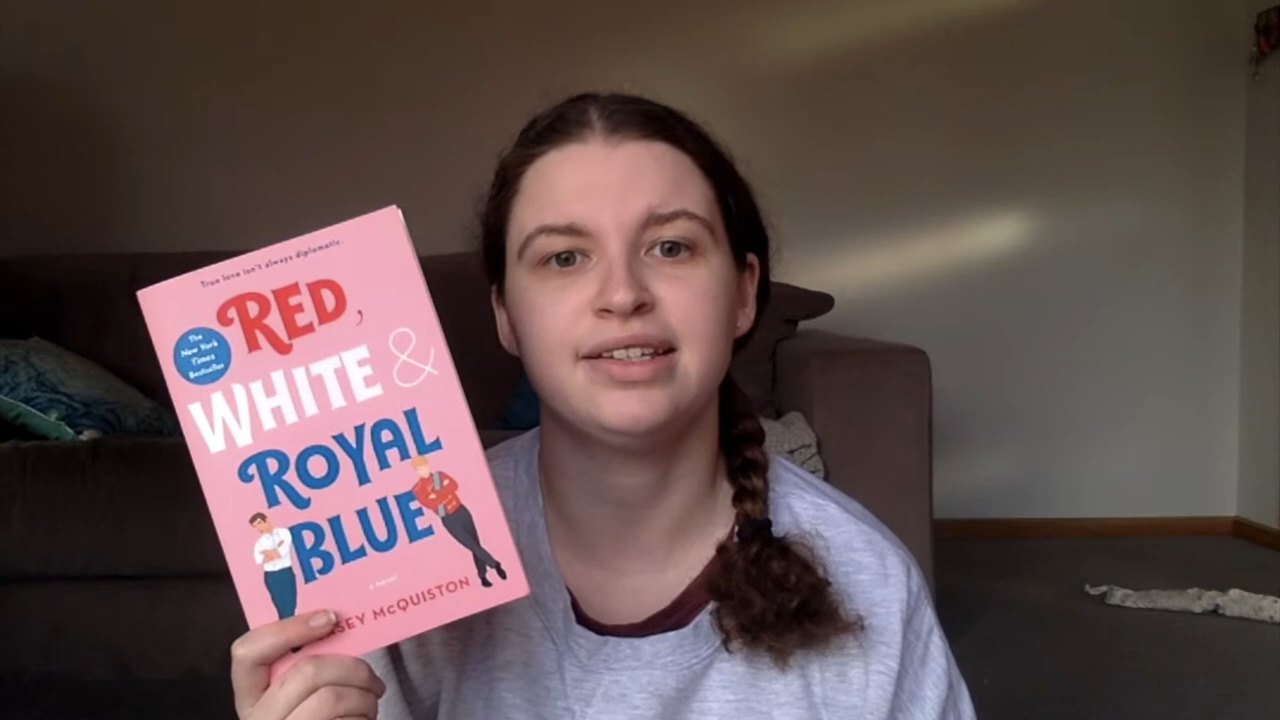 True love isn't always diplomatic.
RED,
The
New York
Times
Bestseller
WHITE &
ROYAL
BLUE
a novel
SEY McQUISTON